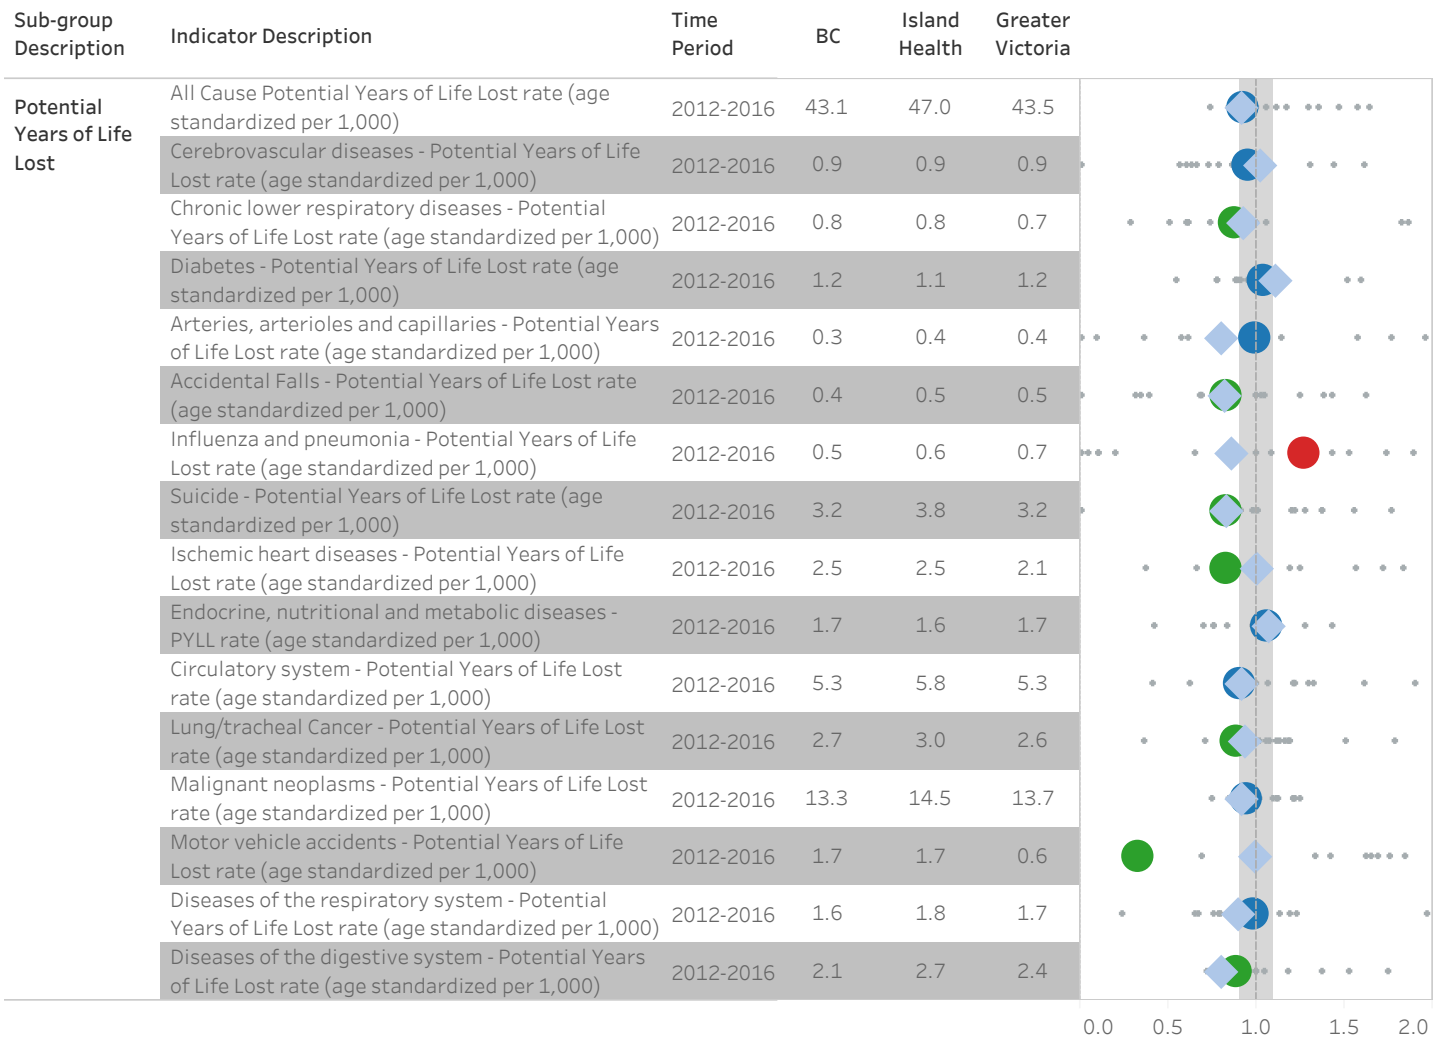 Sub-group Description Indicator Description Time Period BC Island Health Greater Victoria
Potential Years of Life Lost
All Cause Potential Years of Life Lost rate (age
standardized per 1,000) 2012-2016 43.1 47.0 43.5
Cerebrovascular diseases - Potential Years of Life
Lost rate (age standardized per 1,000) 2012-2016 0.9 0.9 0.9
Chronic lower respiratory diseases - Potential
Years of Life Lost rate (age standardized per 1,000) 2012-2016 0.8 0.8 0.7
Diabetes - Potential Years of Life Lost rate (age
standardized per 1,000) 2012-2016 1.2 1.1 1.2
Arteries, arterioles and capillaries - Potential Years
of Life Lost rate (age standardized per 1,000) 2012-2016 0.3 0.4 0.4
Accidental Falls - Potential Years of Life Lost rate
(age standardized per 1,000) 2012-2016 0.4 0.5 0.5
Influenza and pneumonia - Potential Years of Life
Lost rate (age standardized per 1,000) 2012-2016 0.5 0.6 0.7
Suicide - Potential Years of Life Lost rate (age
standardized per 1,000) 2012-2016 3.2 3.8 3.2
Ischemic heart diseases - Potential Years of Life
Lost rate (age standardized per 1,000) 2012-2016 2.5 2.5 2.1
Endocrine, nutritional and metabolic diseases -
PYLL rate (age standardized per 1,000) 2012-2016 1.7 1.6 1.7
Circulatory system - Potential Years of Life Lost
rate (age standardized per 1,000) 2012-2016 5.3 5.8 5.3
Lung/tracheal Cancer - Potential Years of Life Lost
rate (age standardized per 1,000) 2012-2016 2.7 3.0 2.6
Malignant neoplasms - Potential Years of Life Lost
rate (age standardized per 1,000) 2012-2016 13.3 14.5 13.7
Motor vehicle accidents - Potential Years of Life
Lost rate (age standardized per 1,000) 2012-2016 1.7 1.7 0.6
Diseases of the respiratory system - Potential
Years of Life Lost rate (age standardized per 1,000) 2012-2016 1.6 1.8 1.7
Diseases of the digestive system - Potential Years
of Life Lost rate (age standardized per 1,000) 2012-2016 2.1 2.7 2.4
0.0 0.5 1.0 1.5 2.0